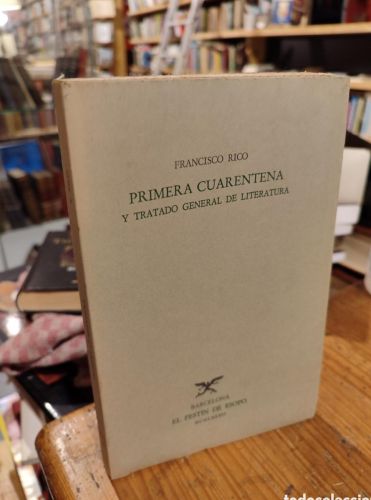 FRANCISCO RICO
PRIMERA CUARENTENA
Y TRATADO GENERAL DE LITERATURA
BARCELONA
EL FESTÍN DE ESOPO
todocoleccion